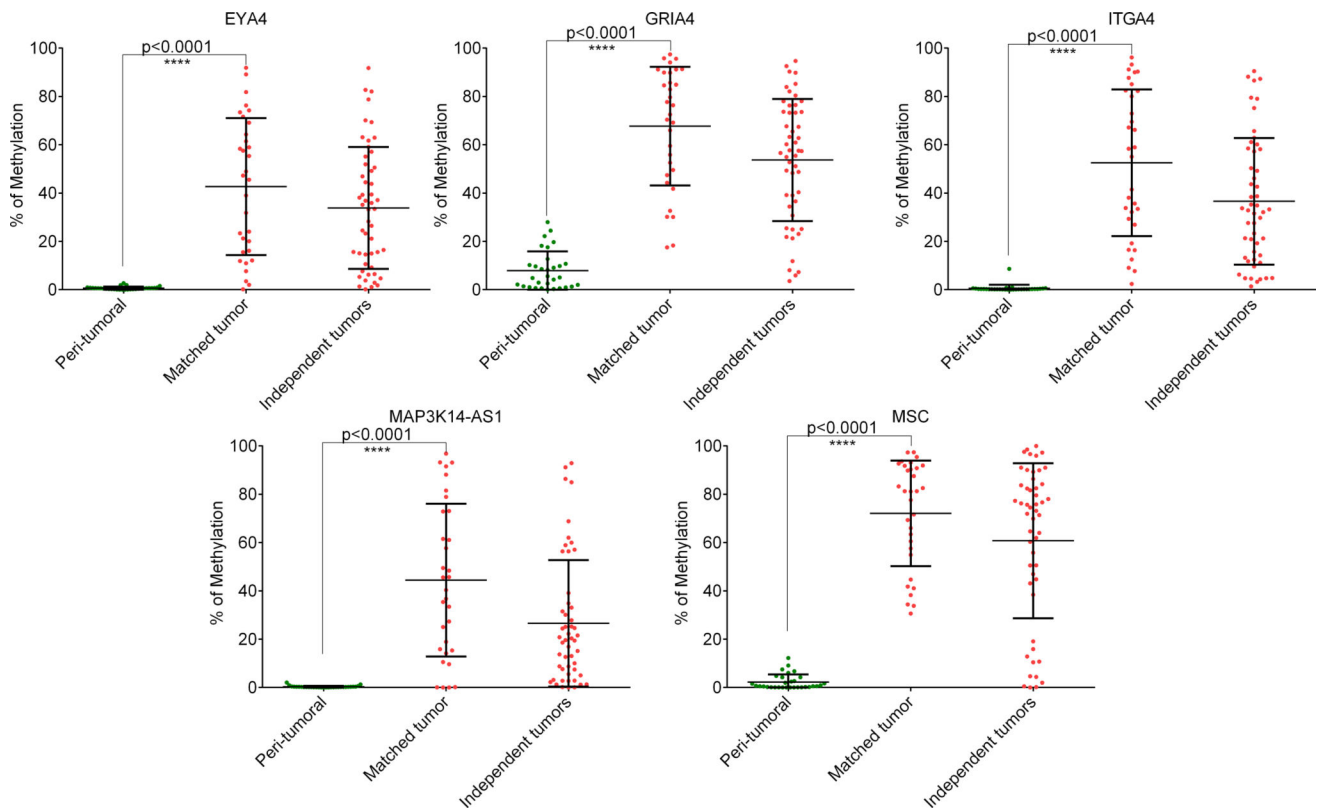 EYA4
p<0.0001
****
% of Methylation
100
80
60
40
20
0
Peri-tumoral
Matched tumor
Independent tumors
GRIA4
p<0.0001
****
% of Methylation
100
80
60
40
20
0
Peri-tumoral
Matched tumor
Independent tumors
ITGA4
p<0.0001
****
% of Methylation
100
80
60
40
20
0
Peri-tumoral
Matched tumor
Independent tumors
MAP3K14-AS1
p<0.0001
****
% of Methylation
100
80
60
40
20
0
Peri-tumoral
Matched tumor
Independent tumors
MSC
p<0.0001
****
% of Methylation
100
80
60
40
20
0
Peri-tumoral
Matched tumor
Independent tumors